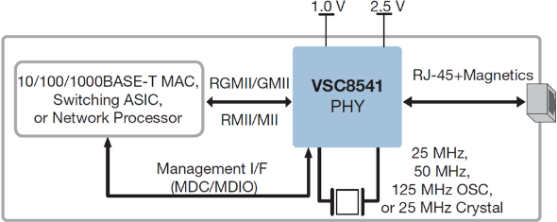 1.0 V
2.5 V
10/100/1000BASE-T MAC,
Switching ASIC,
or Network Processor
RGMII/GMII
RMII/MII
VSC8541
PHY
RJ-45+Magnetics
Management I/F
(MDC/MDIO)
25 MHz,
50 MHz,
125 MHz OSC,
or 25 MHz Crystal